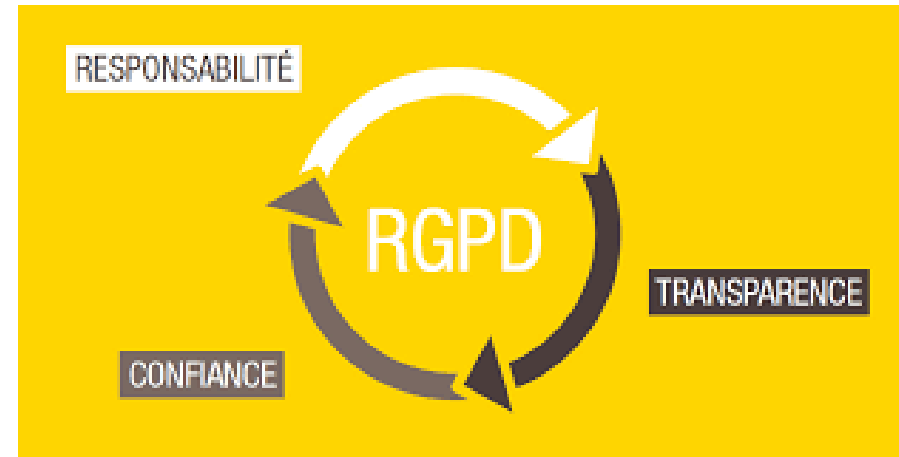 RESPONSABILITÉ
RGPD
TRANSPARENCE
CONFIANCE